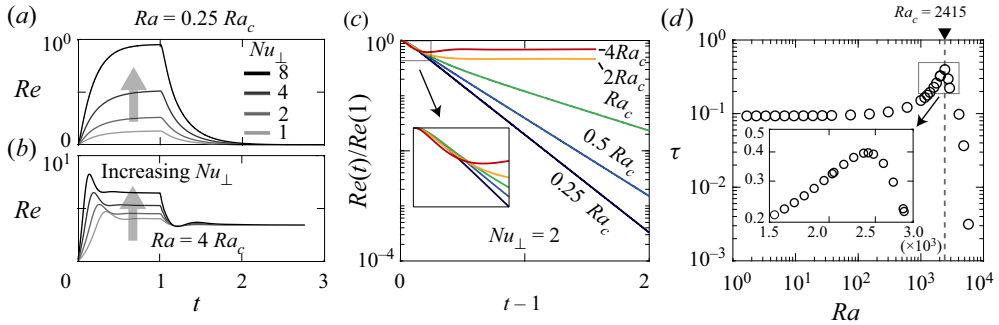 (a)
Ra = 0.25 Ra_c
10^0
Re
Nu_⊥
8
4
2
1
0
(b)
10^1
Increasing Nu_⊥
Re
Ra = 4 Ra_c
0
1
2
3
t
(c)
10^0
4Ra_c
2Ra_c
Ra_c
0.5 Ra_c
0.25 Ra_c
Re(t)/Re(1)
Nu_⊥ = 2
10^−4
0
1
2
t − 1
(d)
Ra_c = 2415
10^0
10^−1
τ
10^−2
10^−3
0.5
0.4
0.3
0.2
1.5
2.0
2.5
3.0
(×10^3)
10^0
10^1
10^2
10^3
10^4
Ra